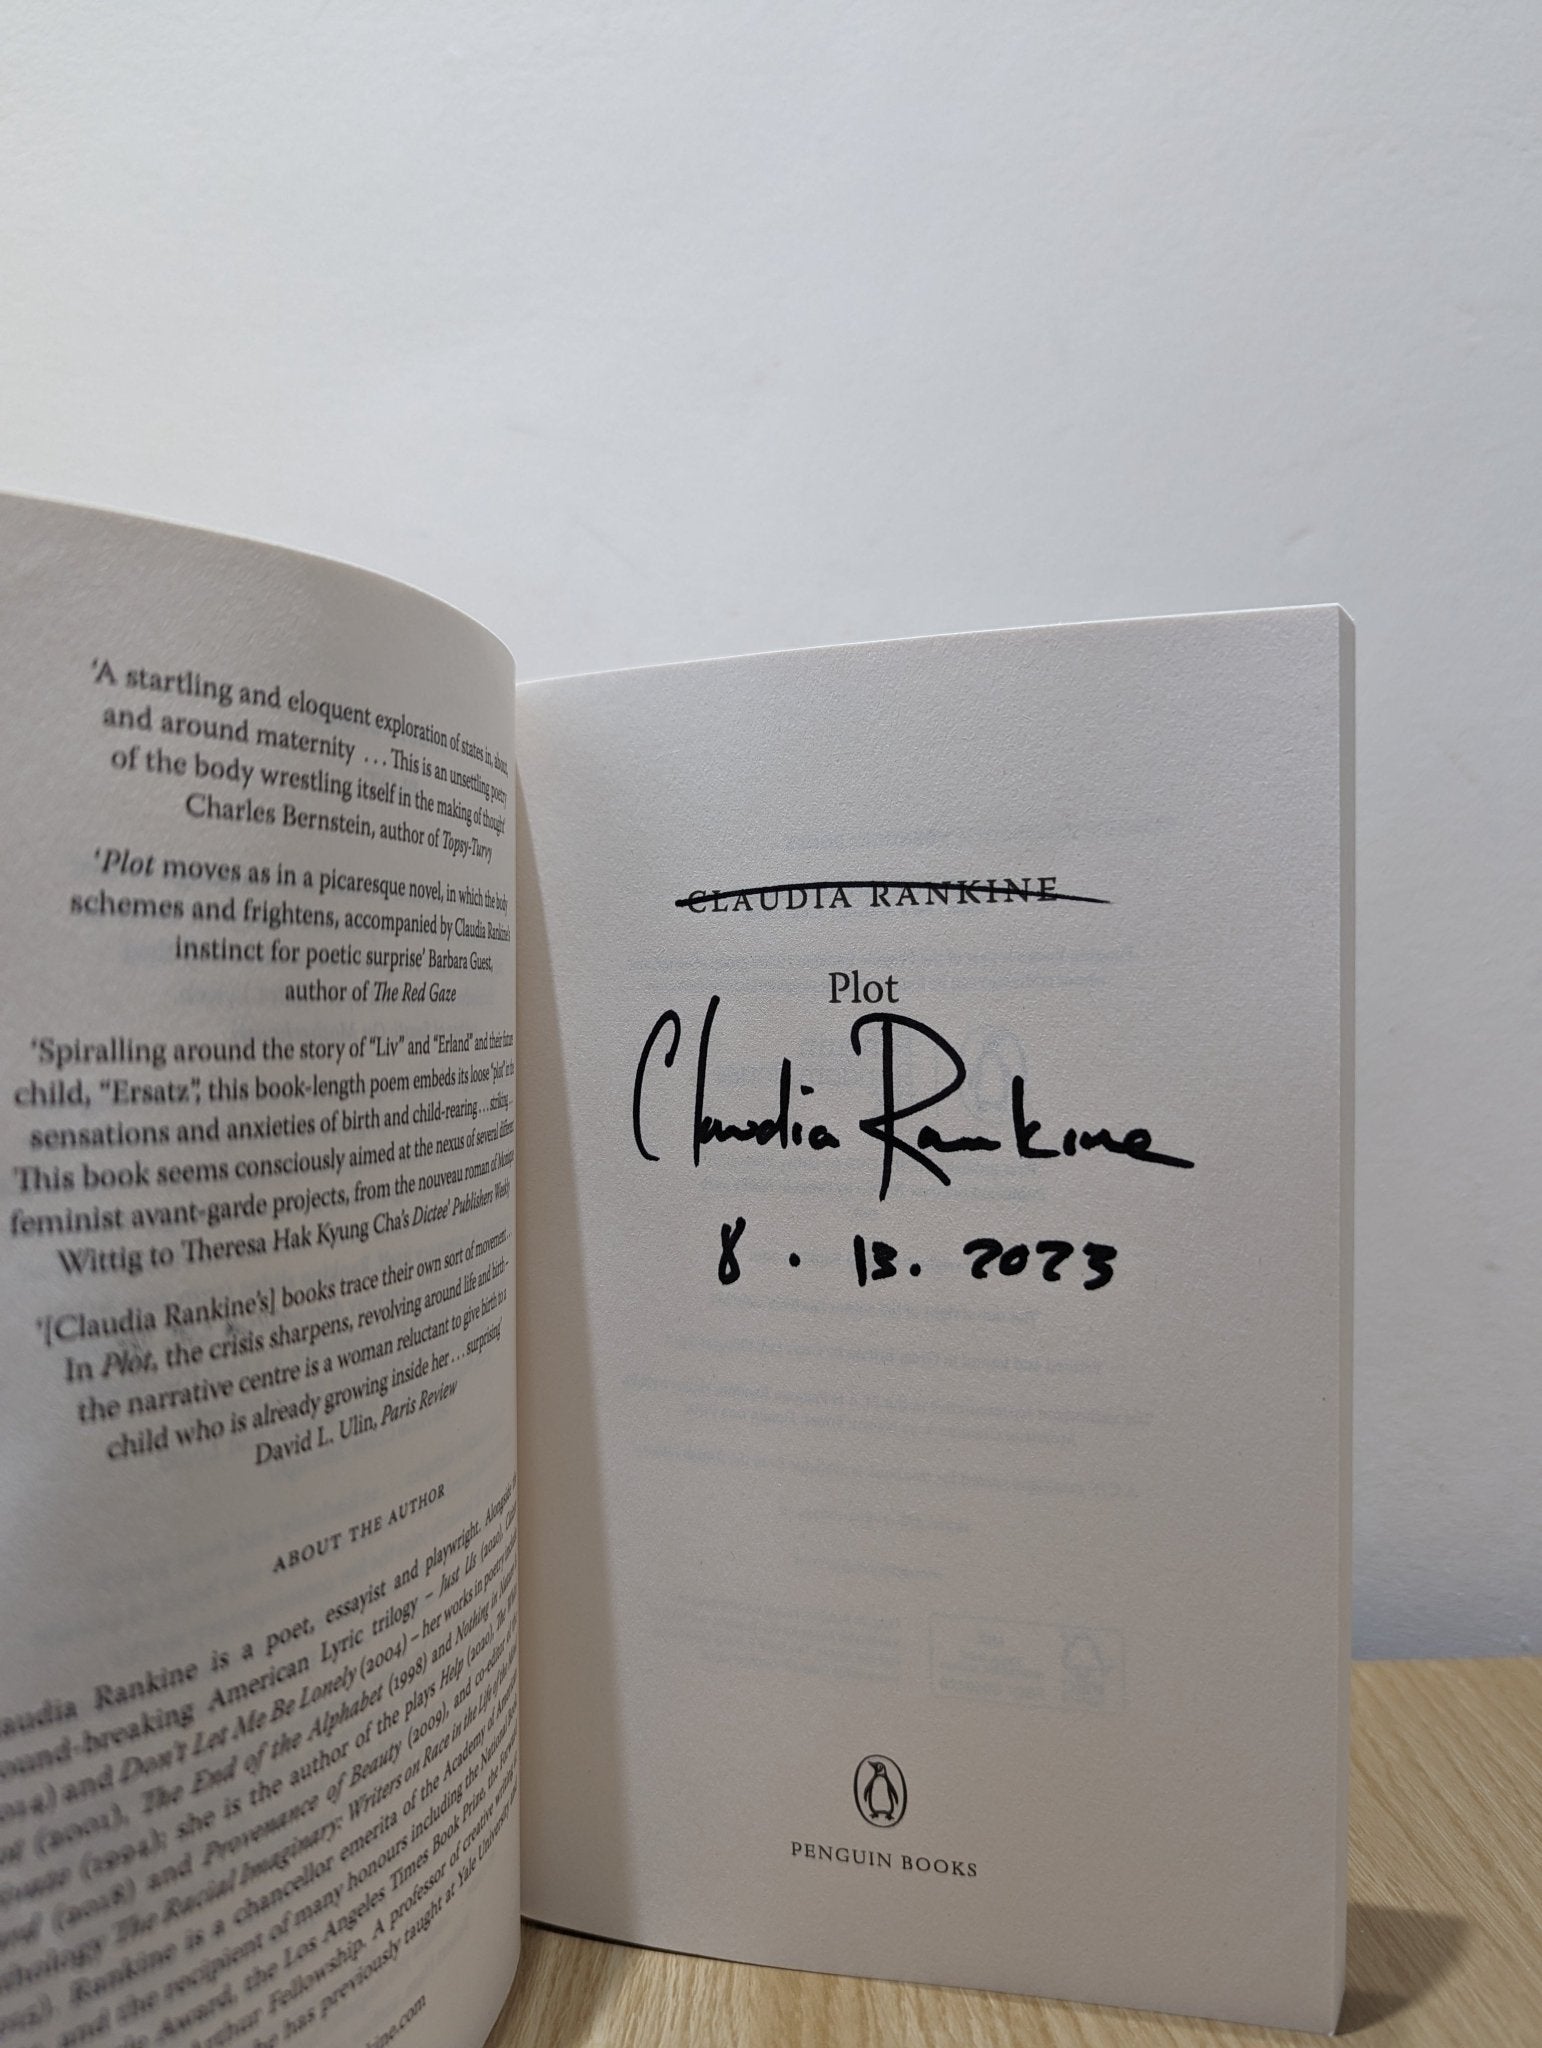 ‘A startling and eloquent exploration of states in, about,
and around maternity ... This is an unsettling poetry
of the body wrestling itself in the making of thought’
Charles Bernstein, author of Topsy-Turvy
‘Plot moves as in a picaresque novel, in which the body
schemes and frightens, accompanied by Claudia Rankine's
instinct for poetic surprise’ Barbara Guest,
author of The Red Gaze
‘Spiralling around the story of “Liv” and “Erland” and their future
child, “Ersatz”, this book-length poem embeds its loose “plot” in the
sensations and anxieties of birth and child-rearing ... striking ...
This book seems consciously aimed at the nexus of several different
feminist avant-garde projects, from the nouveau roman of Monique
Wittig to Theresa Hak Kyung Cha's Dictee’ Publishers Weekly
‘[Claudia Rankine's] books trace their own sort of movement ...
In Plot, the crisis sharpens, revolving around life and birth –
the narrative centre is a woman reluctant to give birth to a
child who is already growing inside her ... surprising’
David L. Ulin, Paris Review
ABOUT THE AUTHOR
Claudia Rankine is a poet, essayist and playwright. Alongside
ground-breaking American Lyric trilogy – Just Us (2020),
(2014) and Don't Let Me Be Lonely (2004) – her works in poetry
(2001), The End of the Alphabet (1998) and Nothing in Nature
(1994); she is the author of the plays Help (2020), The
(2018) and Provenance of Beauty (2009), and co-editor of the
anthology The Racial Imaginary: Writers on Race in the Life of the Mind
Rankine is a chancellor emerita of the Academy of American
and the recipient of many honours including the National Book
Award, the Los Angeles Times Book Prize, the Forward
Fellowship. A professor of creative writing
has previously taught at Yale University
CLAUDIA RANKINE
Plot
Claudia Rankine
8 . 13. 2023
PENGUIN BOOKS